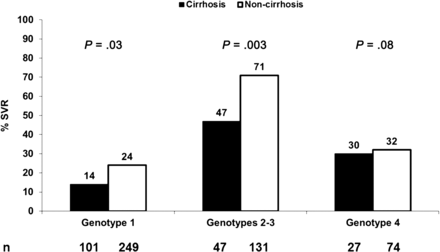 Cirrhosis Non-cirrhosis
100
90
80
70
60
50
40
30
20
10
0
% SVR
P = .03 P = .003 P = .08
14 24 47 71 30 32
Genotype 1 Genotypes 2-3 Genotype 4
n 101 249 47 131 27 74